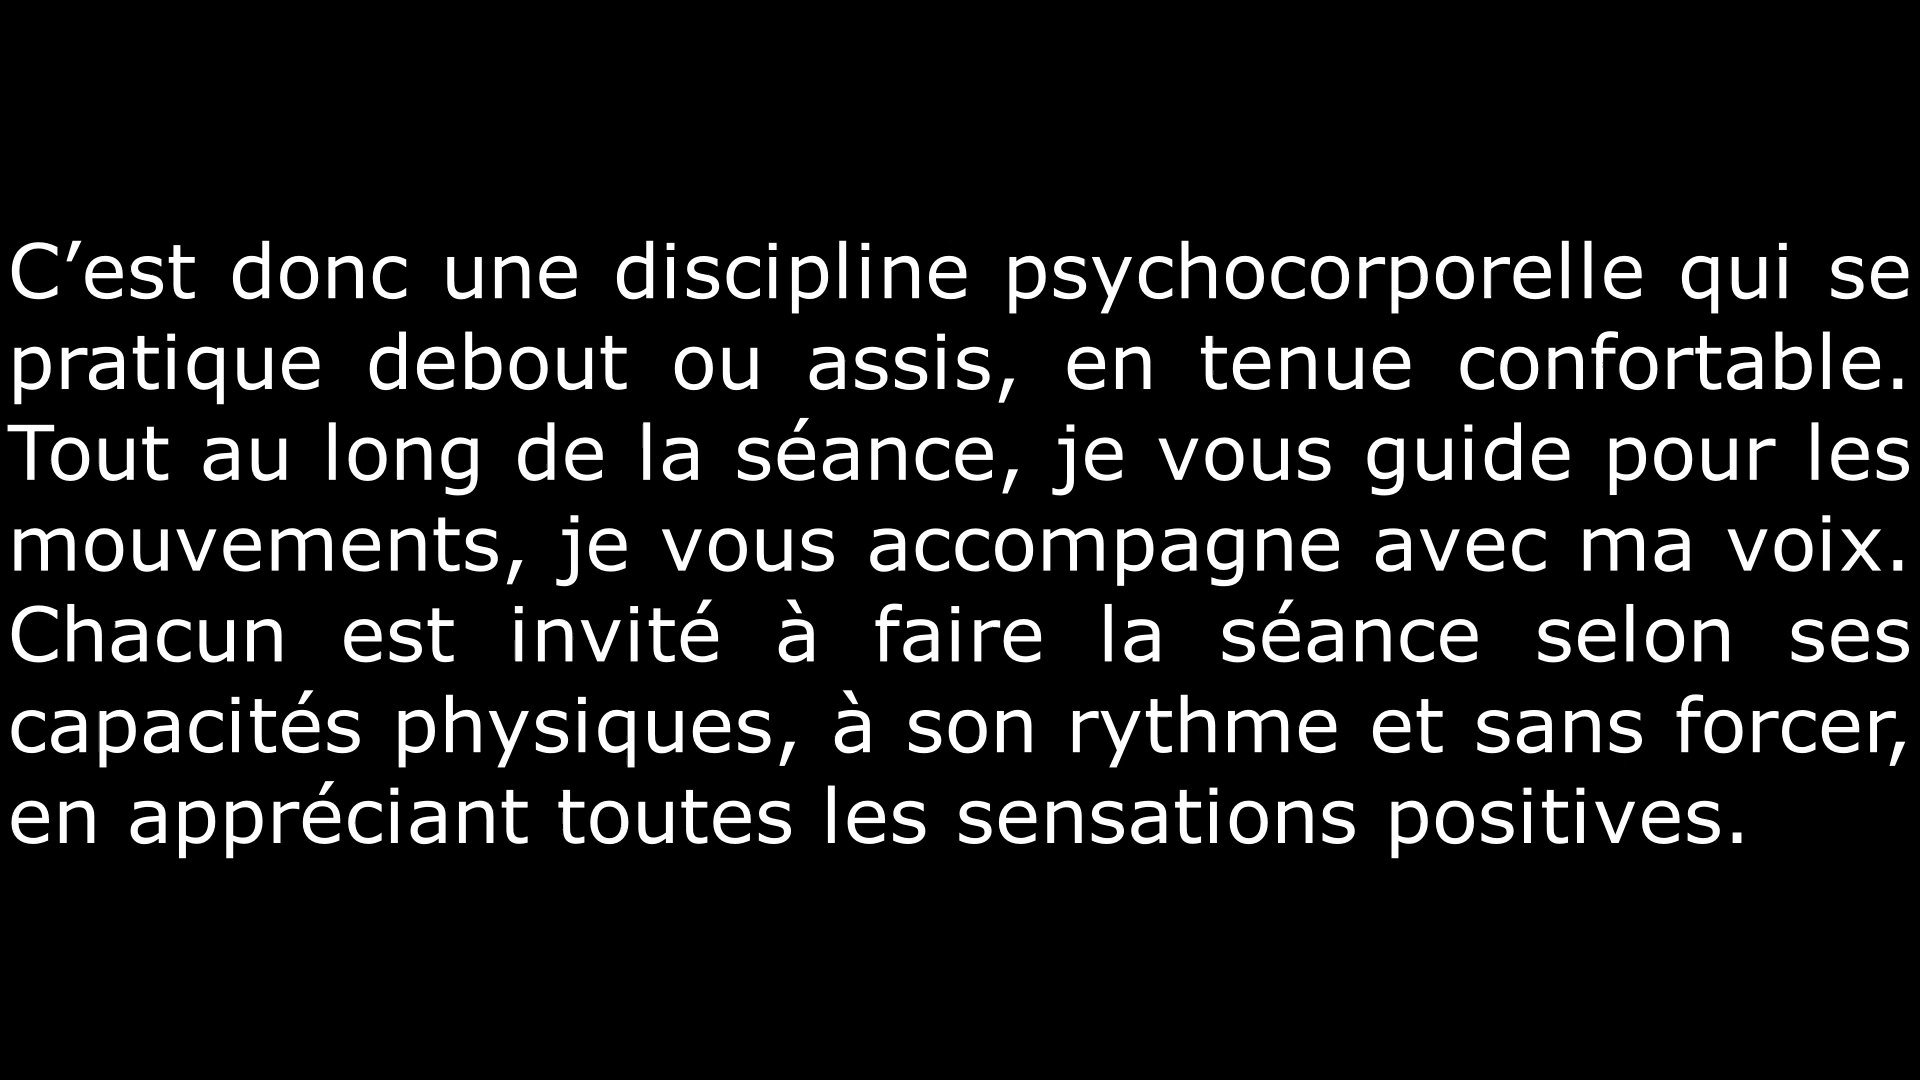 C’est donc une discipline psychocorporelle qui se
pratique debout ou assis, en tenue confortable.
Tout au long de la séance, je vous guide pour les
mouvements, je vous accompagne avec ma voix.
Chacun est invité à faire la séance selon ses
capacités physiques, à son rythme et sans forcer,
en appréciant toutes les sensations positives.